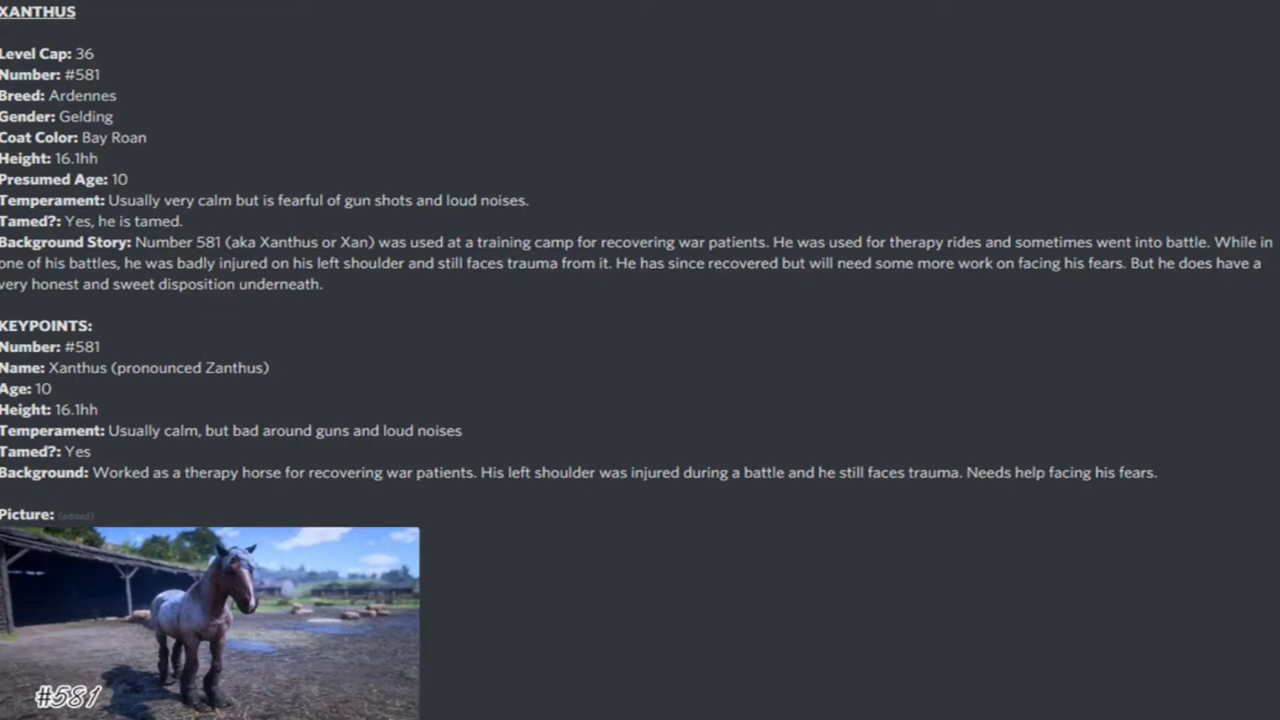 XANTHUS
Level Cap: 36
Number: #581
Breed: Ardennes
Gender: Gelding
Coat Color: Bay Roan
Height: 16.1hh
Presumed Age: 10
Temperament: Usually very calm but is fearful of gun shots and loud noises.
Tamed?: Yes, he is tamed.
Background Story: Number 581 (aka Xanthus or Xan) was used at a training camp for recovering war patients. He was used for therapy rides and sometimes went into battle. While in
one of his battles, he was badly injured on his left shoulder and still faces trauma from it. He has since recovered but will need some more work on facing his fears. But he does have a
very honest and sweet disposition underneath.
KEYPOINTS:
Number: #581
Name: Xanthus (pronounced Zanthus)
Age: 10
Height: 16.1hh
Temperament: Usually calm, but bad around guns and loud noises
Tamed?: Yes
Background: Worked as a therapy horse for recovering war patients. His left shoulder was injured during a battle and he still faces trauma. Needs help facing his fears.
Picture: (edited)
#581